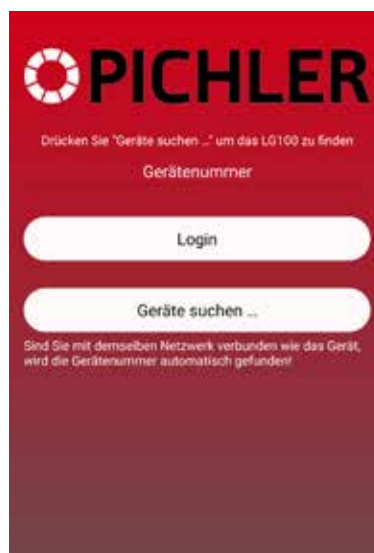 PICHLER
Drücken Sie "Geräte suchen ..." um das LG100 zu finden
Gerätenummer
Login
Geräte suchen ...
Sind Sie mit demselben Netzwerk verbunden wie das Gerät,
wird die Gerätenummer automatisch gefunden!